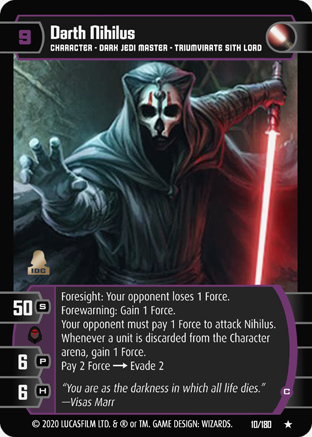 9
Darth Nihilus
CHARACTER - DARK JEDI MASTER - TRIUMVIRATE SITH LORD
IDC
50 S
6 P
6 H
Foresight: Your opponent loses 1 Force.
Forewarning: Gain 1 Force.
Your opponent must pay 1 Force to attack Nihilus.
Whenever a unit is discarded from the Character
arena, gain 1 Force.
Pay 2 Force → Evade 2
“You are as the darkness in which all life dies.”
—Visas Marr
C
© 2020 LUCASFILM LTD. & ® or TM. GAME DESIGN: WIZARDS. 10/180 ★